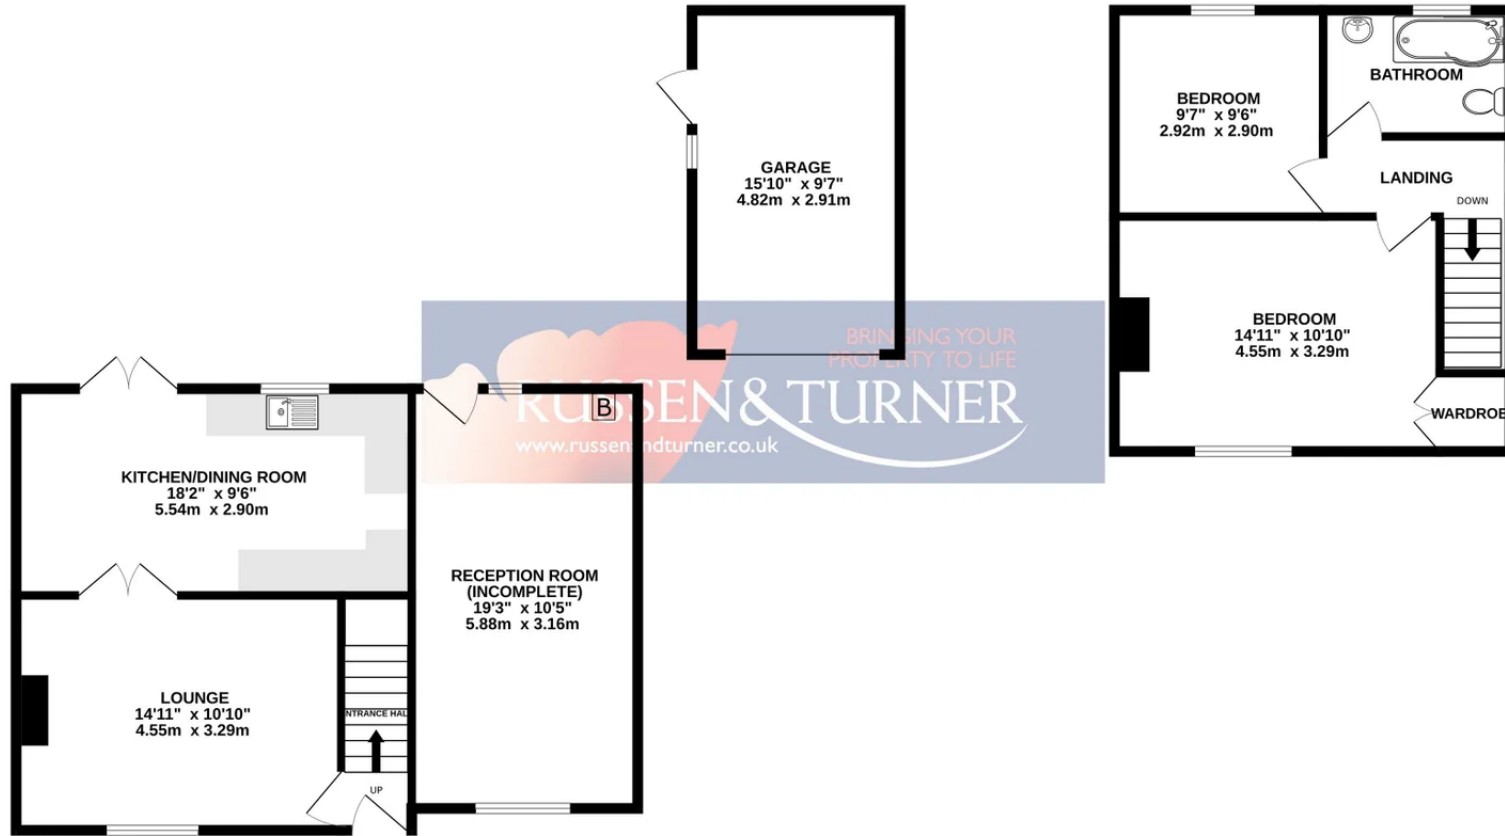 GARAGE
15'10" x 9'7"
4.82m x 2.91m
BEDROOM
9'7" x 9'6"
2.92m x 2.90m
BATHROOM
LANDING
DOWN
BEDROOM
14'11" x 10'10"
4.55m x 3.29m
WARDROB
BRINGING YOUR
PROPERTY TO LIFE
RUSSEN & TURNER
www.russenandturner.co.uk
B
KITCHEN/DINING ROOM
18'2" x 9'6"
5.54m x 2.90m
RECEPTION ROOM
(INCOMPLETE)
19'3" x 10'5"
5.88m x 3.16m
LOUNGE
14'11" x 10'10"
4.55m x 3.29m
NTRANCE HAL
UP